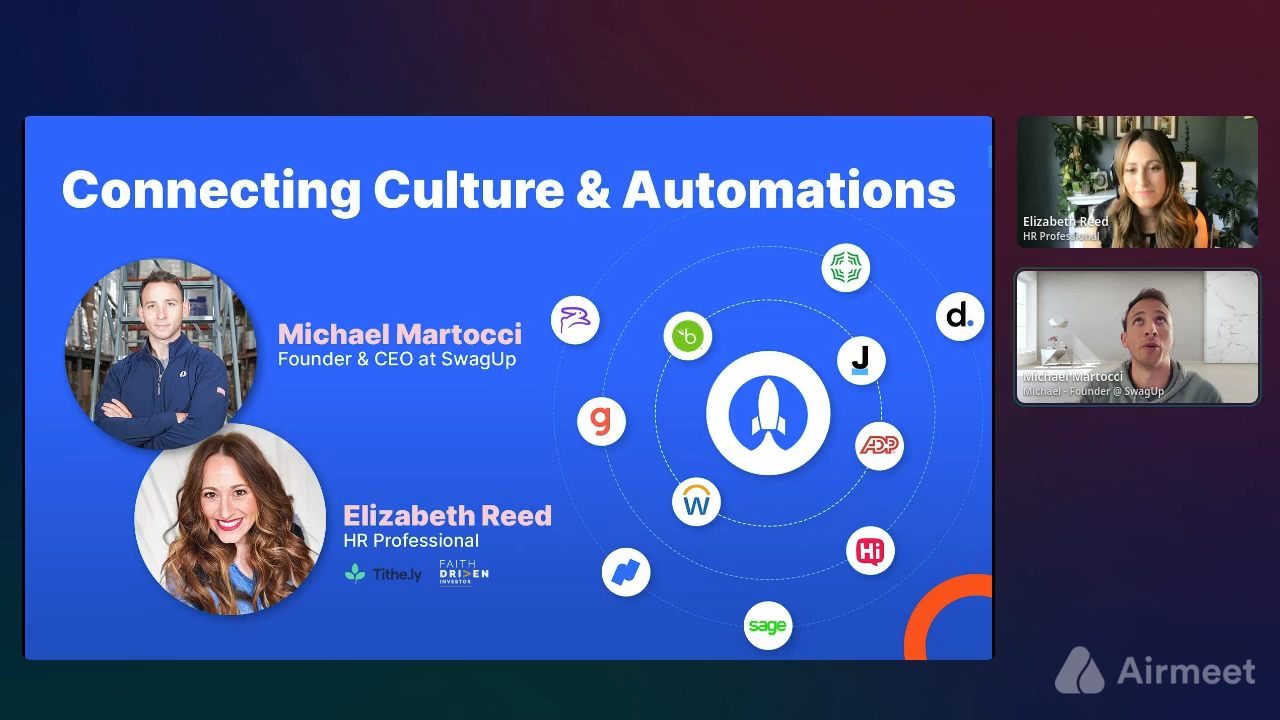 Connecting Culture & Automations
Michael Martocci
Founder & CEO at SwagUp
Elizabeth Reed
HR Professional
Tithe.ly
FAITH
DRIVEN
INVESTOR
b
d.
J
g
ADP
W
Hi
sage
Elizabeth Reed
HR Professional
Michael Martocci
Michael - Founder @ SwagUp
Airmeet